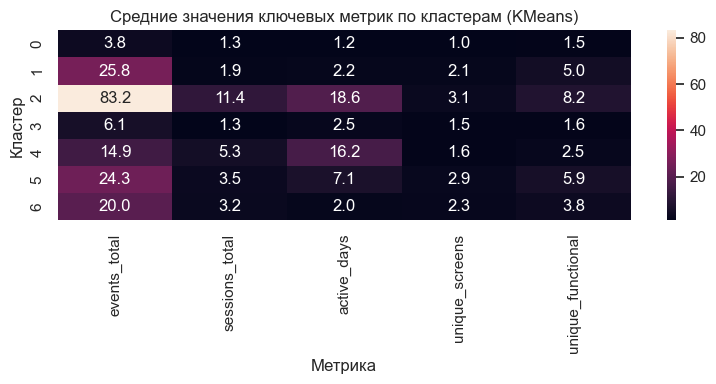 Средние значения ключевых метрик по кластерам (KMeans)
Кластер
0 3.8 1.3 1.2 1.0 1.5
1 25.8 1.9 2.2 2.1 5.0
2 83.2 11.4 18.6 3.1 8.2
3 6.1 1.3 2.5 1.5 1.6
4 14.9 5.3 16.2 1.6 2.5
5 24.3 3.5 7.1 2.9 5.9
6 20.0 3.2 2.0 2.3 3.8
events_total
sessions_total
active_days
unique_screens
unique_functional
Метрика
80
60
40
20